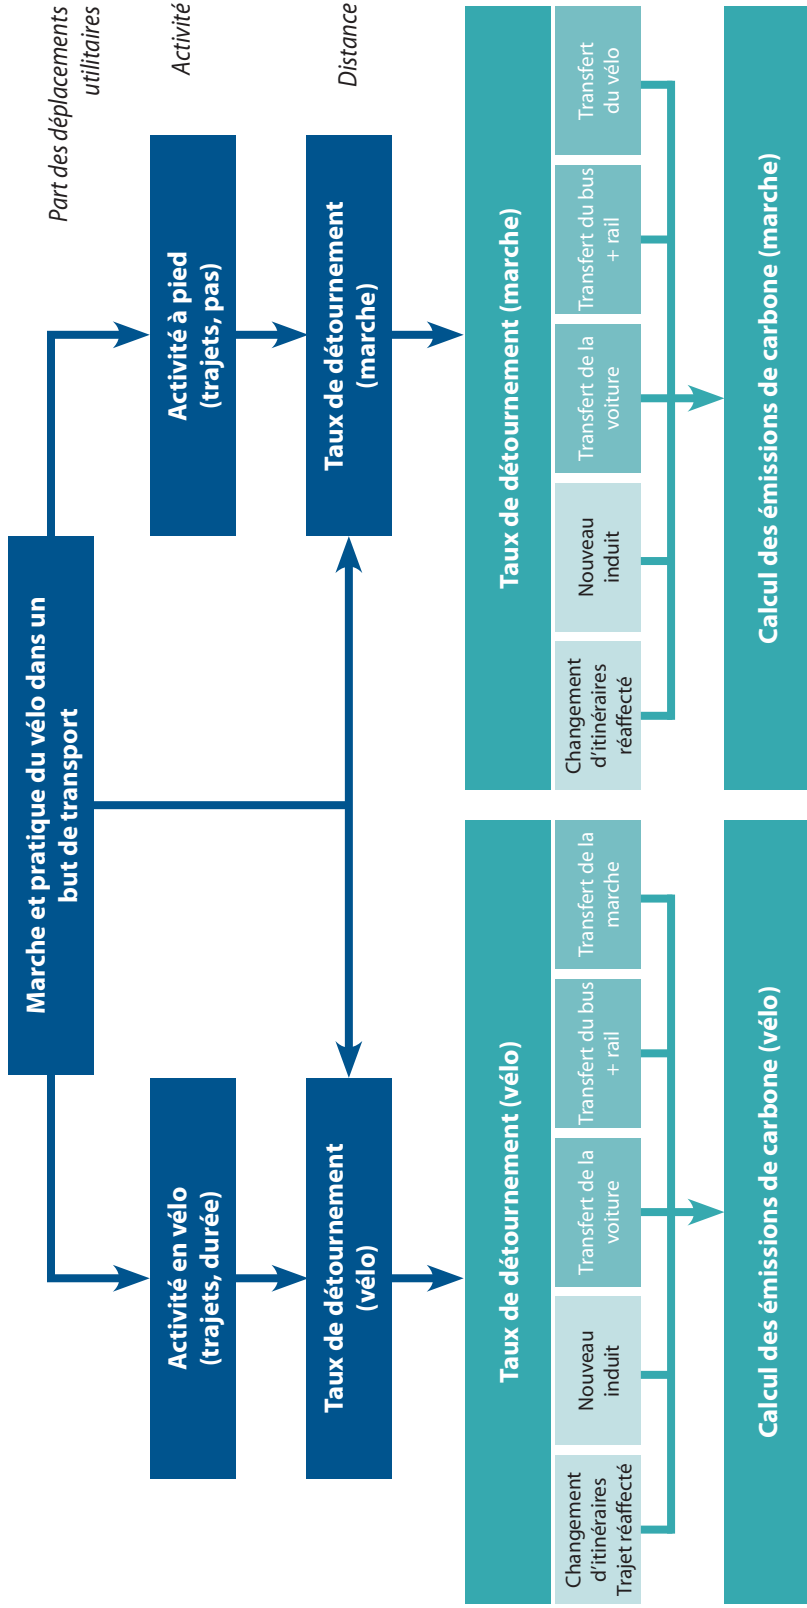 Part des déplacements
utilitaires
Marche et pratique du vélo dans un
but de transport
Activité
Activité en vélo
(trajets, durée)
Activité à pied
(trajets, pas)
Distance
Taux de détournement
(vélo)
Taux de détournement
(marche)
Taux de détournement (vélo)
Changement
d'itinéraires
Trajet réaffecté
Nouveau
induit
Transfert de la
voiture
Transfert du bus
+ rail
Transfert de la
marche
Calcul des émissions de carbone (vélo)
Taux de détournement (marche)
Changement
d'itinéraires
réaffecté
Nouveau
induit
Transfert de la
voiture
Transfert du bus
+ rail
Transfert
du vélo
Calcul des émissions de carbone (marche)